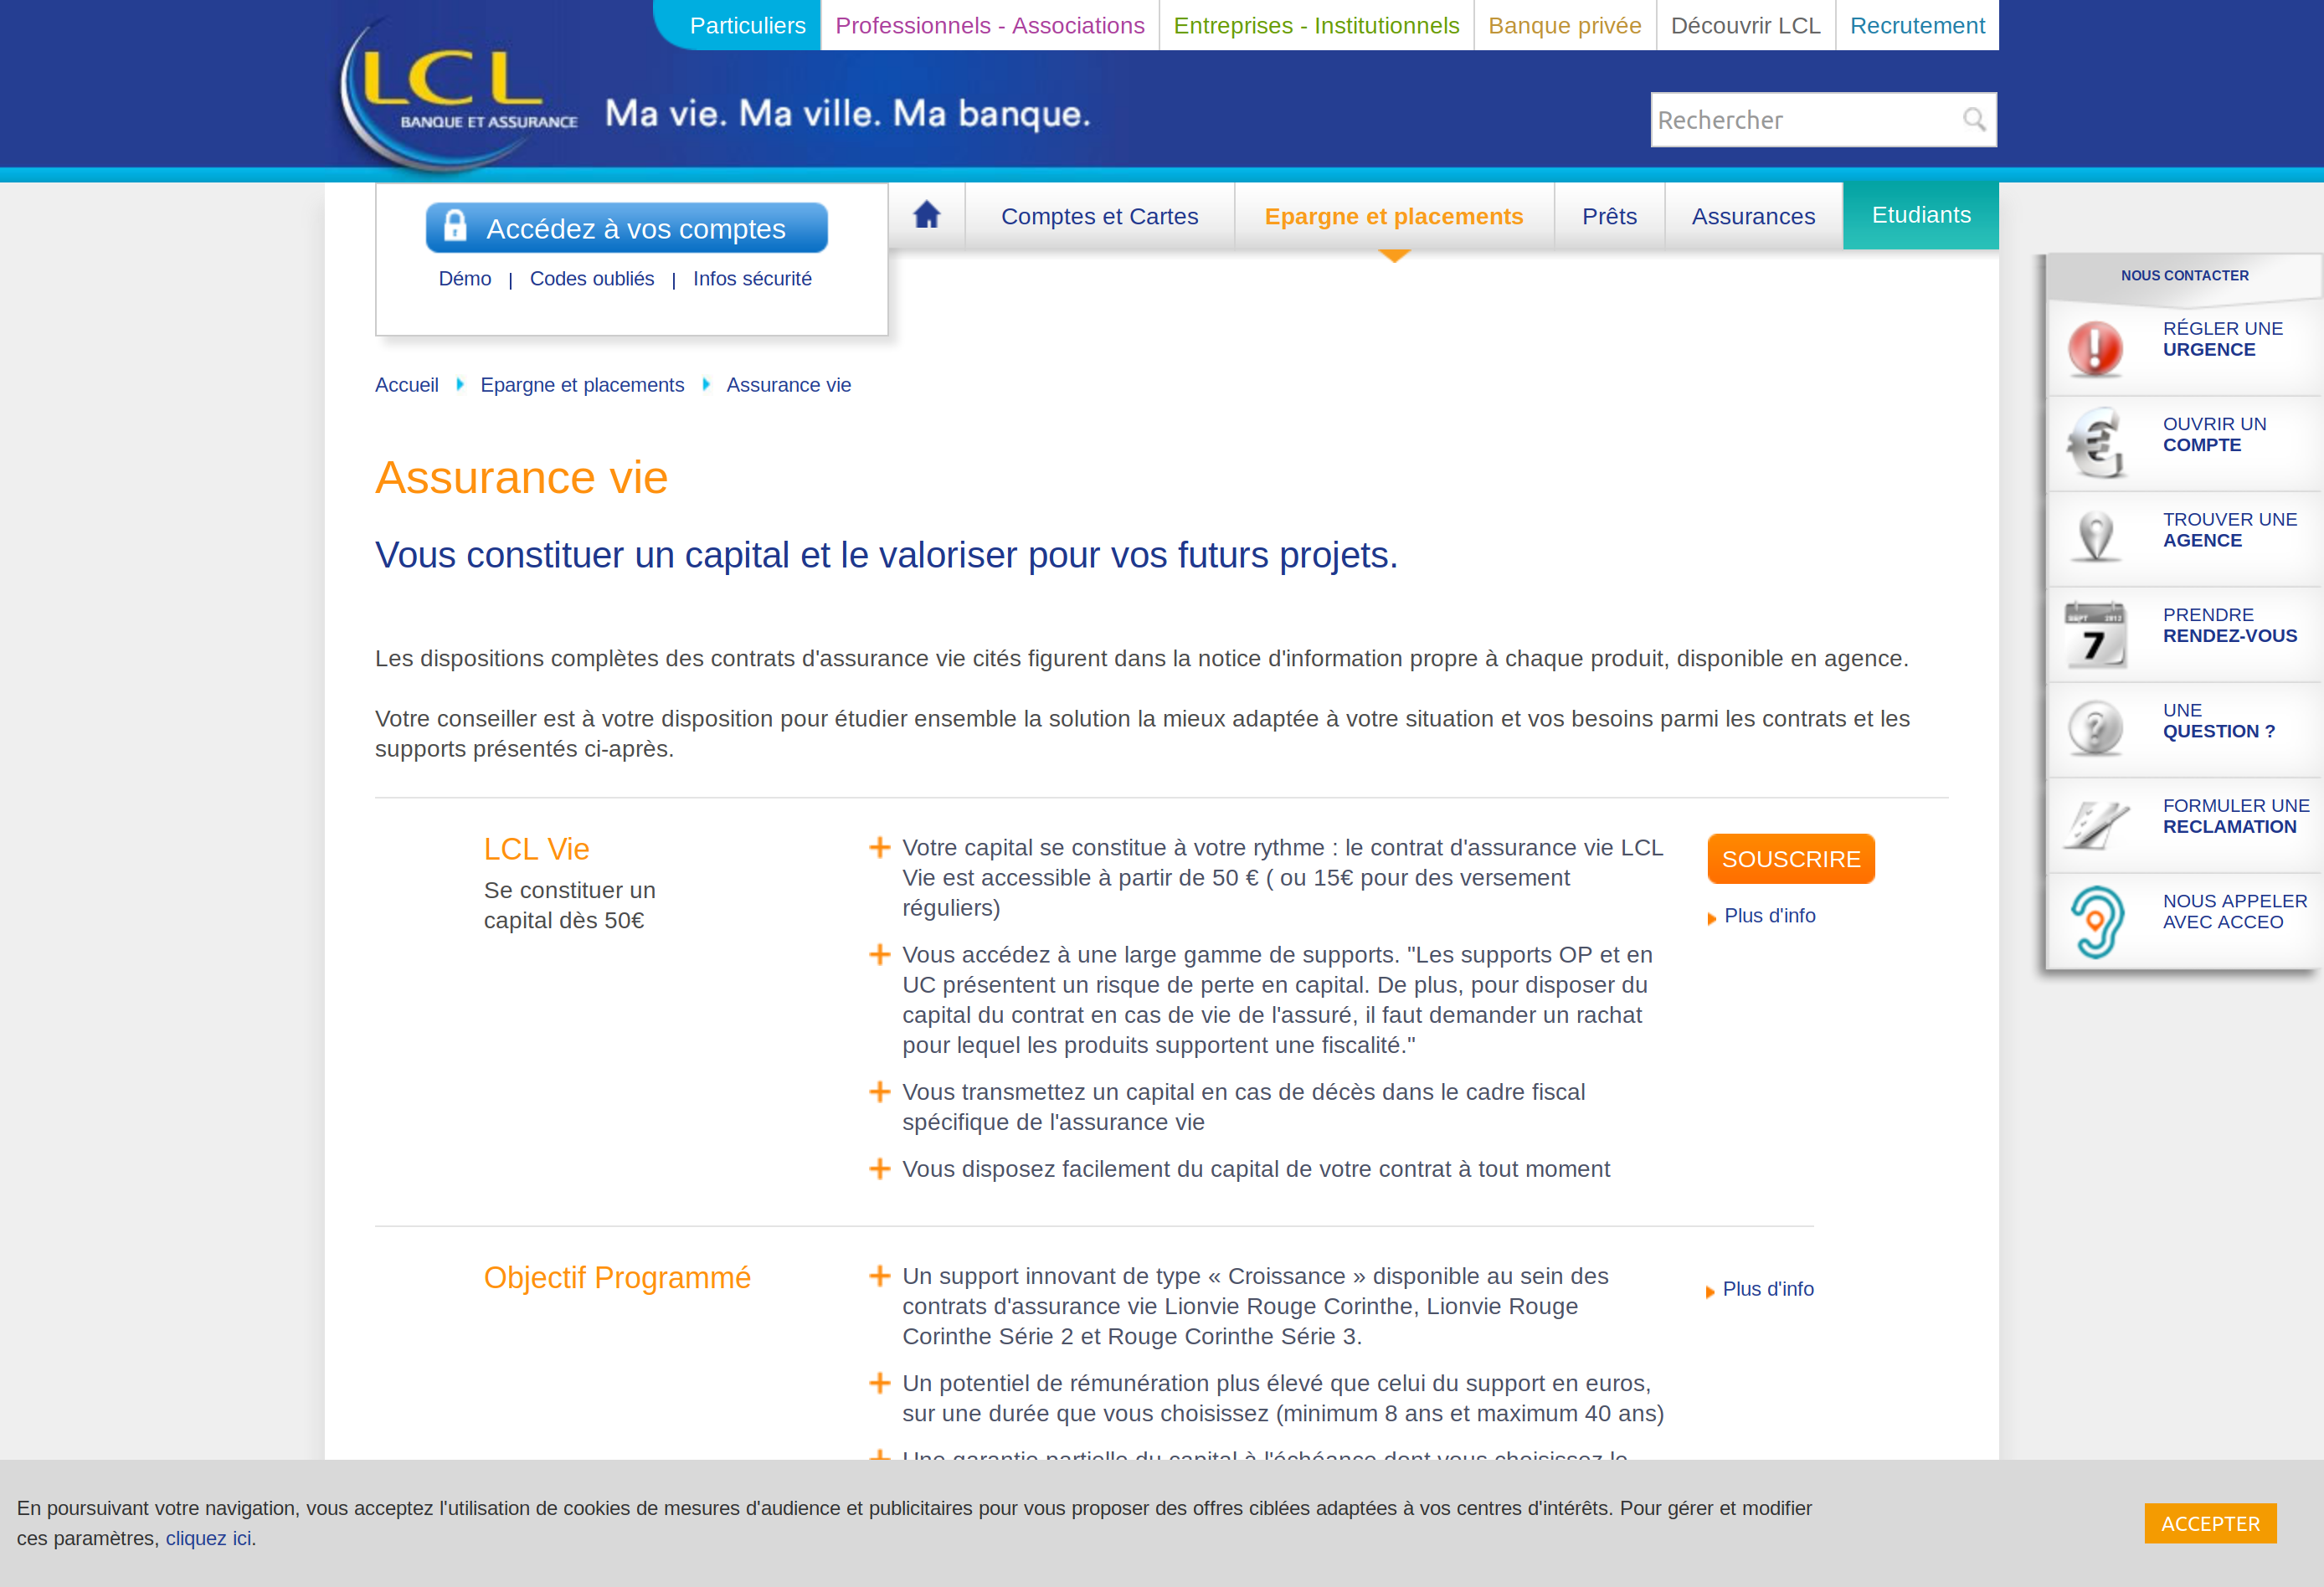 Particuliers
Professionnels - Associations
Entreprises - Institutionnels
Banque privée
Découvrir LCL
Recrutement
LCL
BANQUE ET ASSURANCE
Ma vie. Ma ville. Ma banque.
Rechercher
Accédez à vos comptes
Démo | Codes oubliés | Infos sécurité
Comptes et Cartes
Epargne et placements
Prêts
Assurances
Etudiants
Accueil Epargne et placements Assurance vie
Assurance vie
Vous constituer un capital et le valoriser pour vos futurs projets.
Les dispositions complètes des contrats d'assurance vie cités figurent dans la notice d'information propre à chaque produit, disponible en agence.
Votre conseiller est à votre disposition pour étudier ensemble la solution la mieux adaptée à votre situation et vos besoins parmi les contrats et les
supports présentés ci-après.
LCL Vie
Se constituer un
capital dès 50€
Votre capital se constitue à votre rythme : le contrat d'assurance vie LCL
Vie est accessible à partir de 50 € ( ou 15€ pour des versement
réguliers)
Vous accédez à une large gamme de supports. "Les supports OP et en
UC présentent un risque de perte en capital. De plus, pour disposer du
capital du contrat en cas de vie de l'assuré, il faut demander un rachat
pour lequel les produits supportent une fiscalité."
Vous transmettez un capital en cas de décès dans le cadre fiscal
spécifique de l'assurance vie
Vous disposez facilement du capital de votre contrat à tout moment
SOUSCRIRE
Plus d'info
Objectif Programmé
Un support innovant de type « Croissance » disponible au sein des
contrats d'assurance vie Lionvie Rouge Corinthe, Lionvie Rouge
Corinthe Série 2 et Rouge Corinthe Série 3.
Un potentiel de rémunération plus élevé que celui du support en euros,
sur une durée que vous choisissez (minimum 8 ans et maximum 40 ans)
Une garantie partielle du capital à l'échéance dont vous choisissez le
Plus d'info
NOUS CONTACTER
RÉGLER UNE
URGENCE
OUVRIR UN
COMPTE
TROUVER UNE
AGENCE
SEPT 2012
7
PRENDRE
RENDEZ-VOUS
UNE
QUESTION ?
FORMULER UNE
RECLAMATION
NOUS APPELER
AVEC ACCEO
En poursuivant votre navigation, vous acceptez l'utilisation de cookies de mesures d'audience et publicitaires pour vous proposer des offres ciblées adaptées à vos centres d'intérêts. Pour gérer et modifier
ces paramètres, cliquez ici.
ACCEPTER